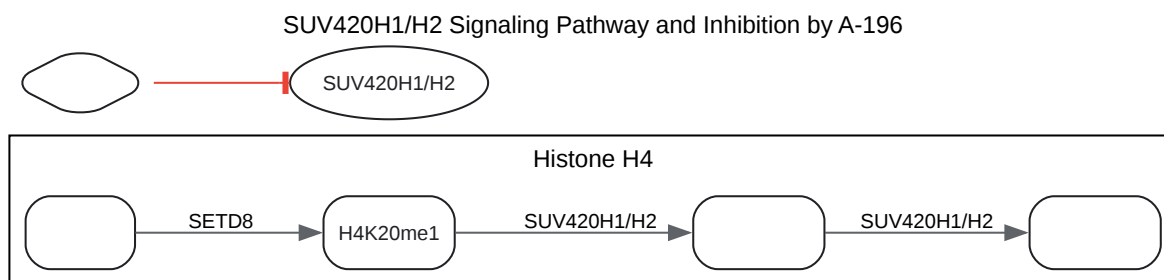 SUV420H1/H2 Signaling Pathway and Inhibition by A-196
SUV420H1/H2
Histone H4
SETD8
H4K20me1
SUV420H1/H2
SUV420H1/H2